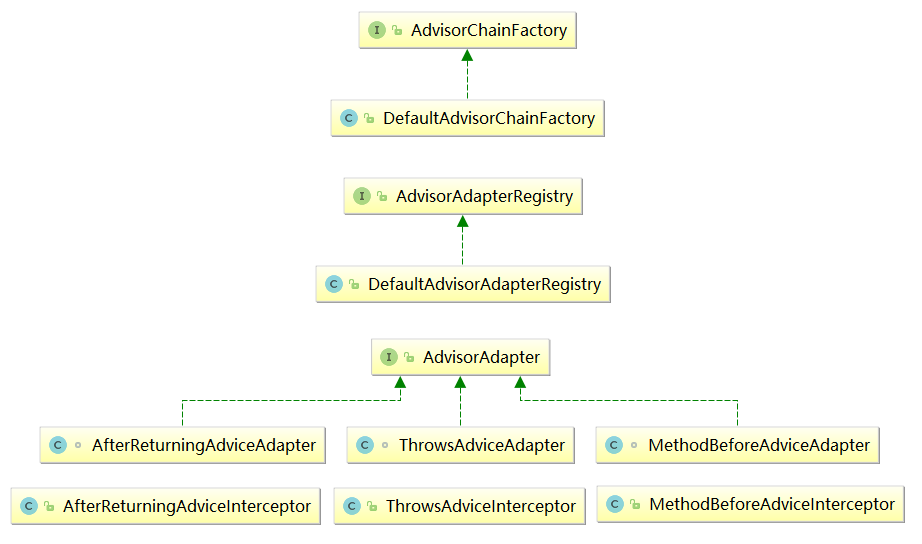 I AdvisorChainFactory
C DefaultAdvisorChainFactory
I AdvisorAdapterRegistry
C DefaultAdvisorAdapterRegistry
I AdvisorAdapter
C AfterReturningAdviceAdapter C ThrowsAdviceAdapter C MethodBeforeAdviceAdapter
C AfterReturningAdviceInterceptor C ThrowsAdviceInterceptor C MethodBeforeAdviceInterceptor